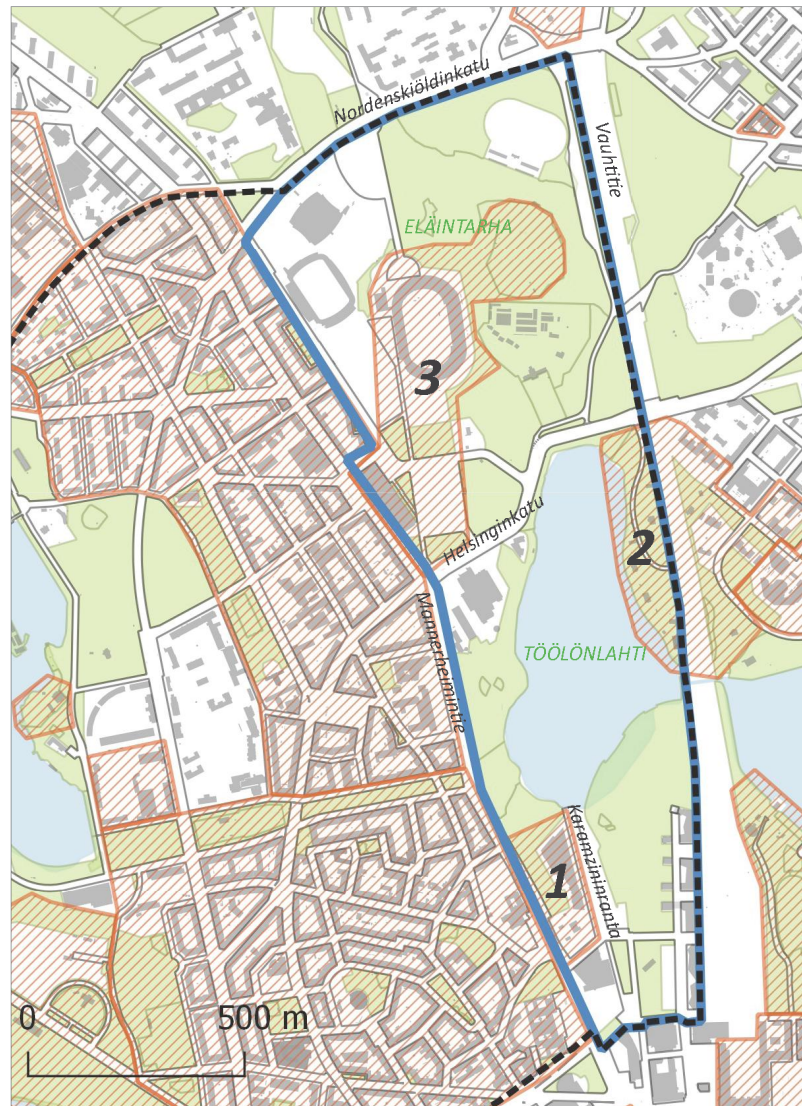 Nordenskiöldinkatu
Vauhtitie
ELÄINTARHA
3
Helsinginkatu
2
Mannerheimintie
TÖÖLÖNLAHTI
Karamzininranta
1
0 500 m